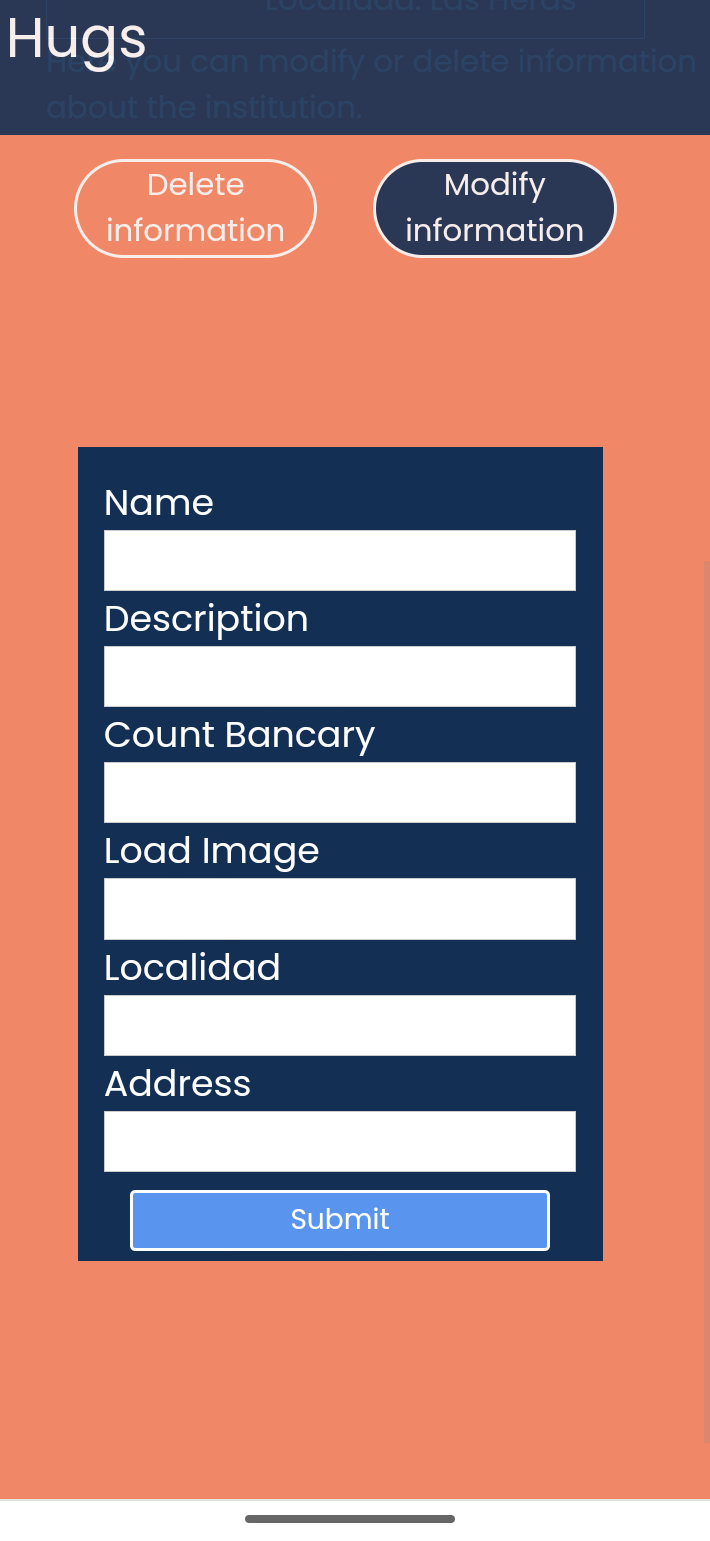 Localidad: Las Heras
Hugs
Here you can modify or delete information
about the institution.
Delete
information
Modify
information
Name
Description
Count Bancary
Load Image
Localidad
Address
Submit